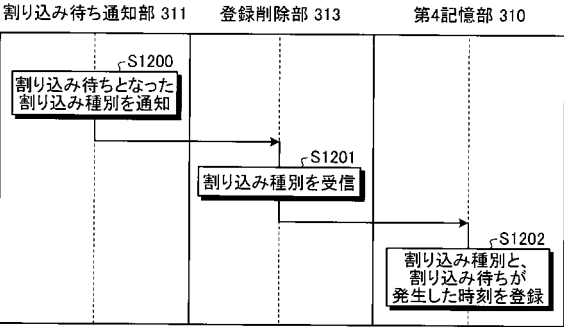 割り込み待ち通知部 311
登録削除部 313
第4記憶部 310
S1200
割り込み待ちとなった
割り込み種別を通知
S1201
割り込み種別を受信
S1202
割り込み種別と、
割り込み待ちが
発生した時刻を登録